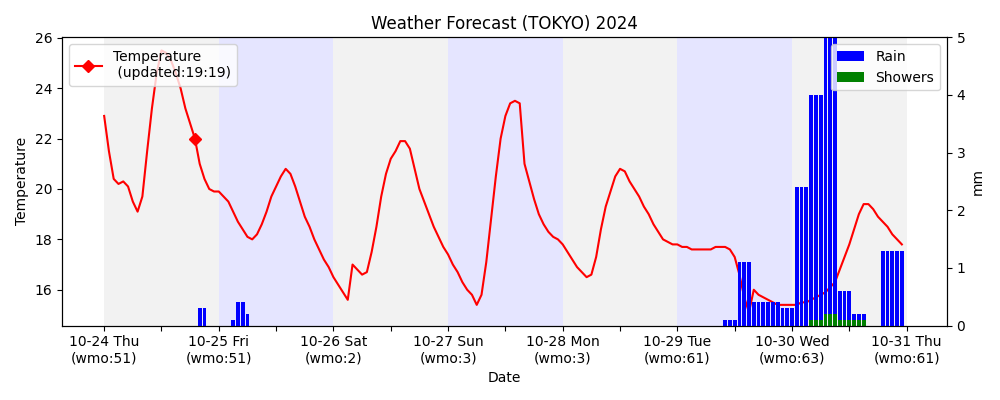 Weather Forecast (TOKYO) 2024
Temperature
(updated:19:19)
Rain
Showers
Temperature
26
24
22
20
18
16
5
4
3
2
1
0
mm
10-24 Thu
(wmo:51)
10-25 Fri
(wmo:51)
10-26 Sat
(wmo:2)
10-27 Sun
(wmo:3)
10-28 Mon
(wmo:3)
10-29 Tue
(wmo:61)
10-30 Wed
(wmo:63)
10-31 Thu
(wmo:61)
Date